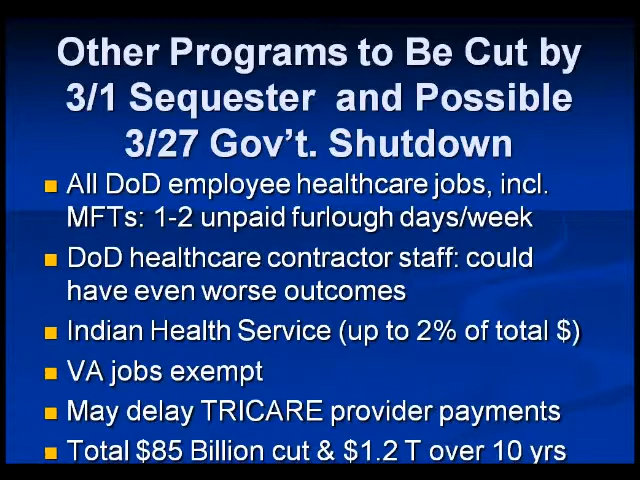 Other Programs to Be Cut by
3/1 Sequester and Possible
3/27 Gov't. Shutdown
All DoD employee healthcare jobs, incl.
MFTs: 1-2 unpaid furlough days/week
DoD healthcare contractor staff: could
have even worse outcomes
Indian Health Service (up to 2% of total $)
VA jobs exempt
May delay TRICARE provider payments
Total $85 Billion cut & $1.2 T over 10 yrs